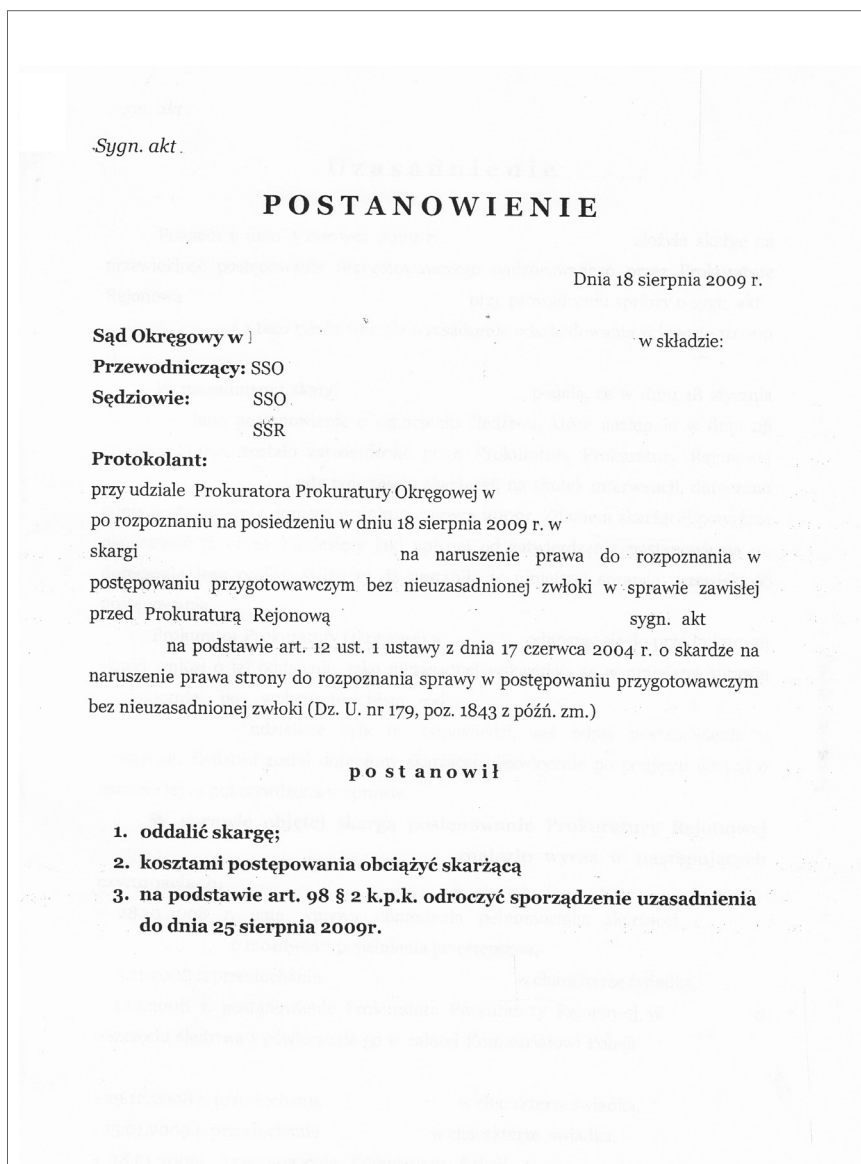 Sygn. akt
POSTANOWIENIE
Dnia 18 sierpnia 2009 r.
Sąd Okręgowy w w składzie:
Przewodniczący: SSO
Sędziowie: SSO
SSR
Protokolant:
przy udziale Prokuratora Prokuratury Okręgowej w
po rozpoznaniu na posiedzeniu w dniu 18 sierpnia 2009 r. w
skargi na naruszenie prawa do rozpoznania w
postępowaniu przygotowawczym bez nieuzasadnionej zwłoki w sprawie zawisłej
przed Prokuraturą Rejonową sygn. akt
na podstawie art. 12 ust. 1 ustawy z dnia 17 czerwca 2004 r. o skardze na
naruszenie prawa strony do rozpoznania sprawy w postępowaniu przygotowawczym
bez nieuzasadnionej zwłoki (Dz. U. nr 179, poz. 1843 z późń. zm.)
postanowił
1. oddalić skargę;
2. kosztami postępowania obciążyć skarżącą
3. na podstawie art. 98 § 2 k.p.k. odroczyć sporządzenie uzasadnienia
do dnia 25 sierpnia 2009r.